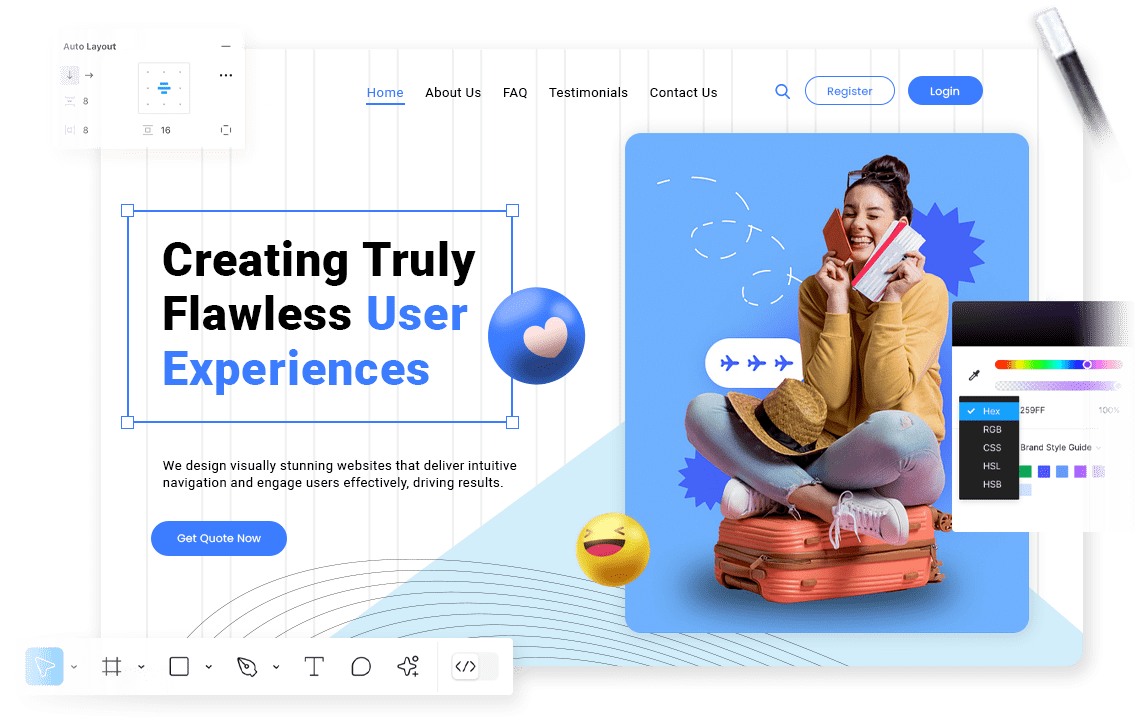 Auto Layout
8
8
16
Home About Us FAQ Testimonials Contact Us Register Login
Creating Truly
Flawless User
Experiences
We design visually stunning websites that deliver intuitive
navigation and engage users effectively, driving results.
Get Quote Now
Hex
259FF 100%
RGB
CSS
Brand Style Guide
HSL
HSB
T
</>